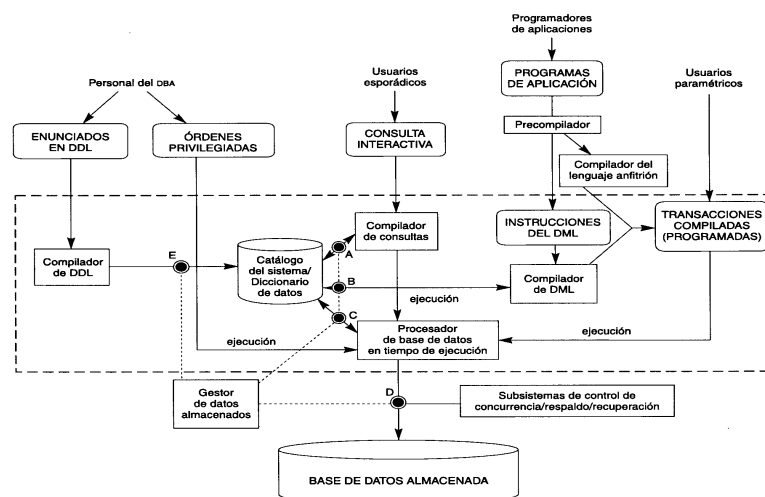 Programadores
de aplicaciones
Personal del DBA
Usuarios
esporádicos
PROGRAMAS
DE APLICACIÓN
Usuarios
paramétricos
ENUNCIADOS
EN DDL
ÓRDENES
PRIVILEGIADAS
CONSULTA
INTERACTIVA
Precompilador
Compilador del
lenguaje anfitrión
Compilador
de DDL
E
Catálogo
del sistema/
Diccionario
de datos
A
B
C
Compilador
de consultas
INSTRUCCIONES
DEL DML
Compilador
de DML
TRANSACCIONES
COMPILADAS
(PROGRAMADAS)
ejecución
ejecución
ejecución
Procesador
de base de datos
en tiempo de ejecución
Gestor
de datos
almacenados
D
Subsistemas de control de
concurrencia/respaldo/recuperación
BASE DE DATOS ALMACENADA